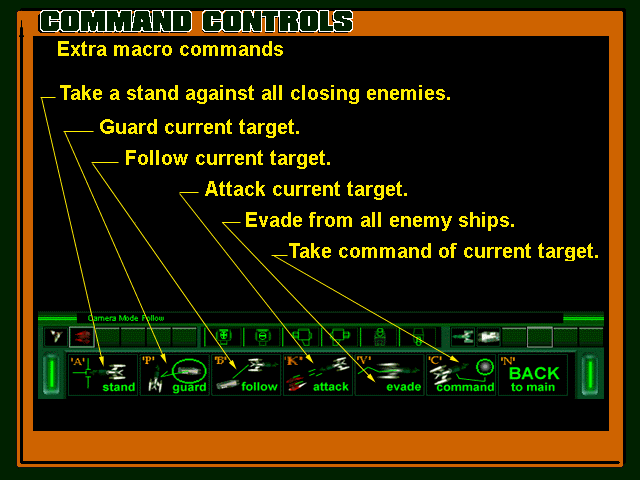 COMMAND CONTROLS
Extra macro commands
Take a stand against all closing enemies.
Guard current target.
Follow current target.
Attack current target.
Evade from all enemy ships.
Take command of current target.
Camera Mode Follow
'A' 'P' 'B' 'K' 'V' 'C' 'N'
stand guard follow attack evade command BACK
to main